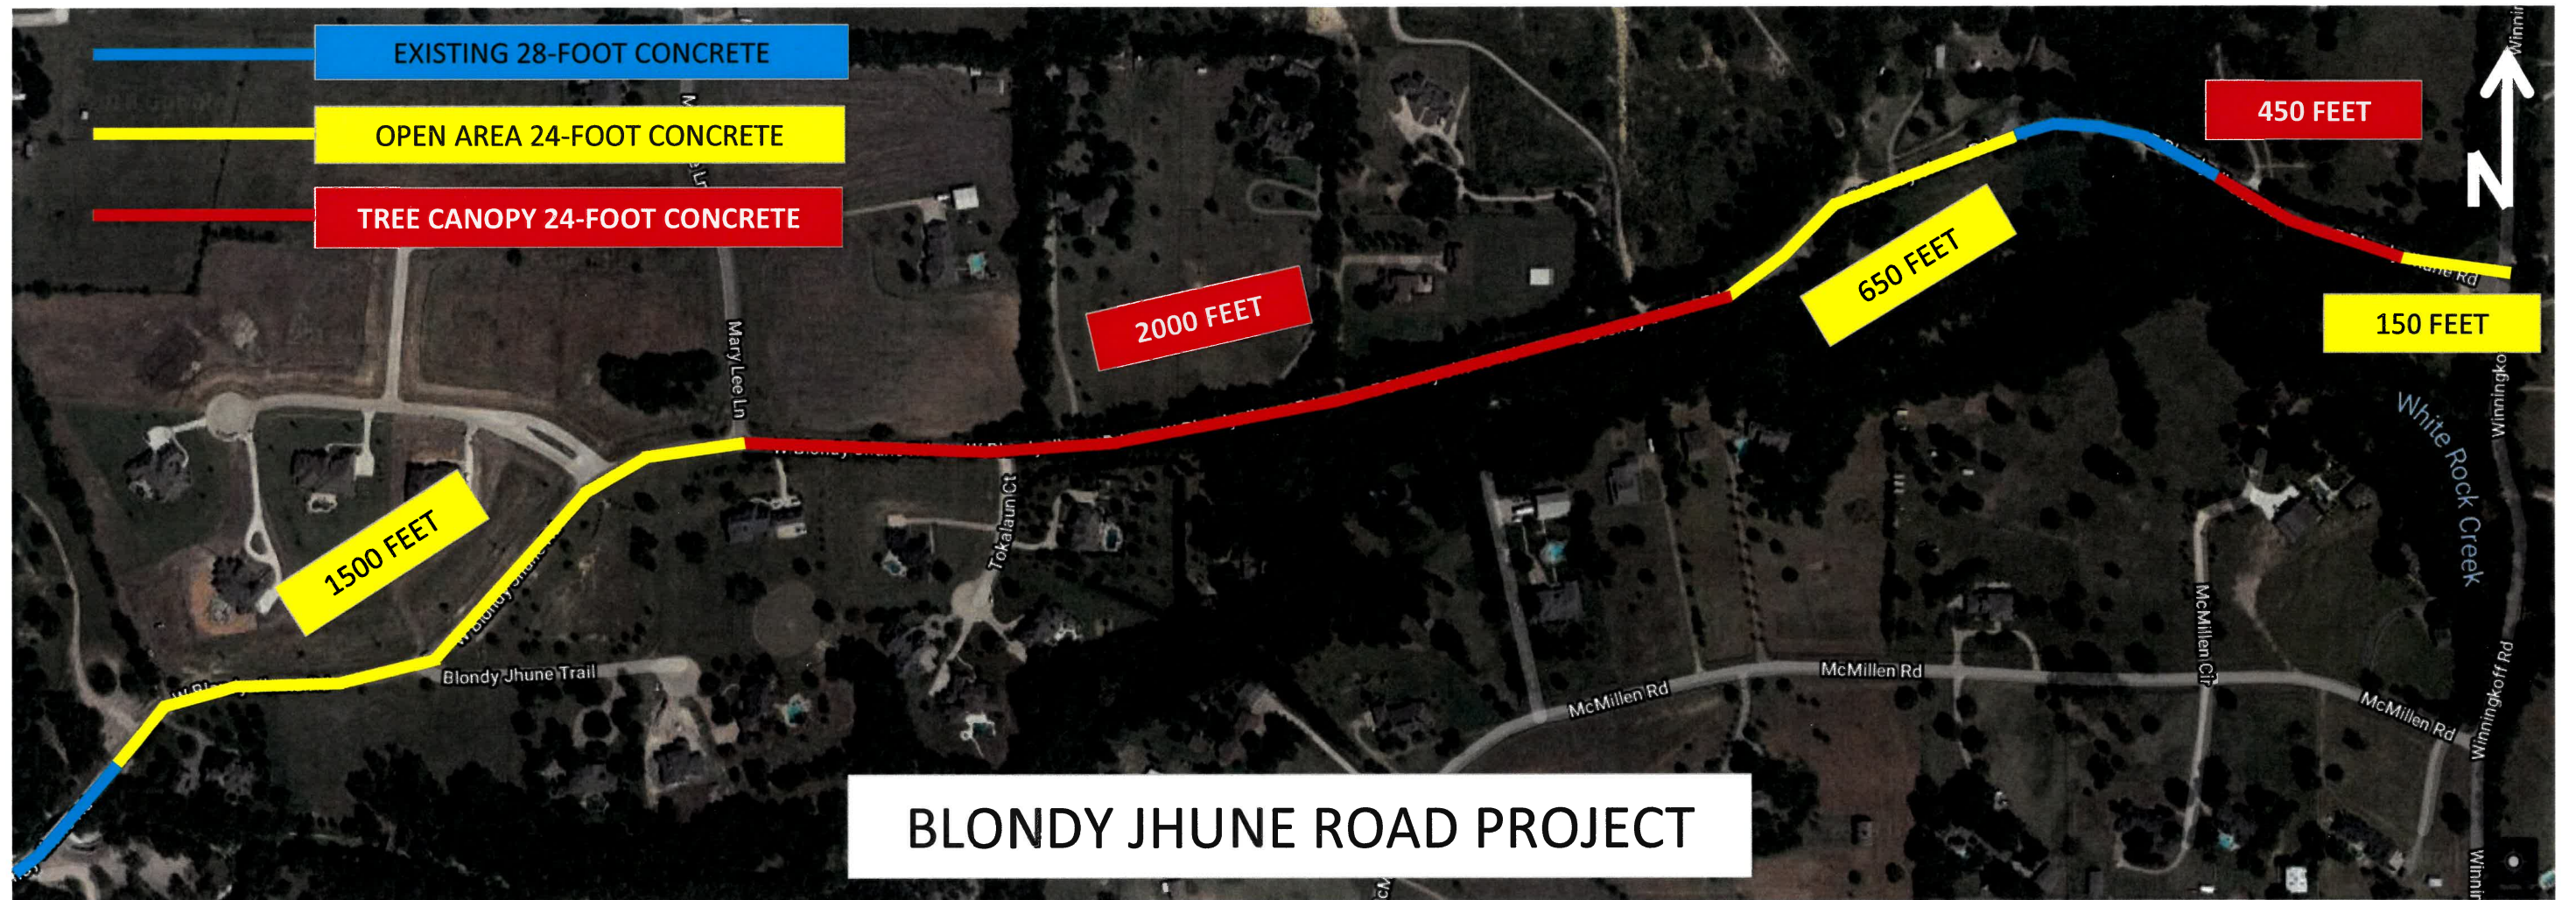 EXISTING 28-FOOT CONCRETE
OPEN AREA 24-FOOT CONCRETE
TREE CANOPY 24-FOOT CONCRETE
450 FEET
N
650 FEET
150 FEET
2000 FEET
Mary Lee Ln
1500 FEET
Tokalaun Ct
White Rock Creek
Blondy Jhune Trail
McMillen Rd
McMillen Rd
McMillen Cir
McMillen Rd
Winningkoff Rd
BLONDY JHUNE ROAD PROJECT